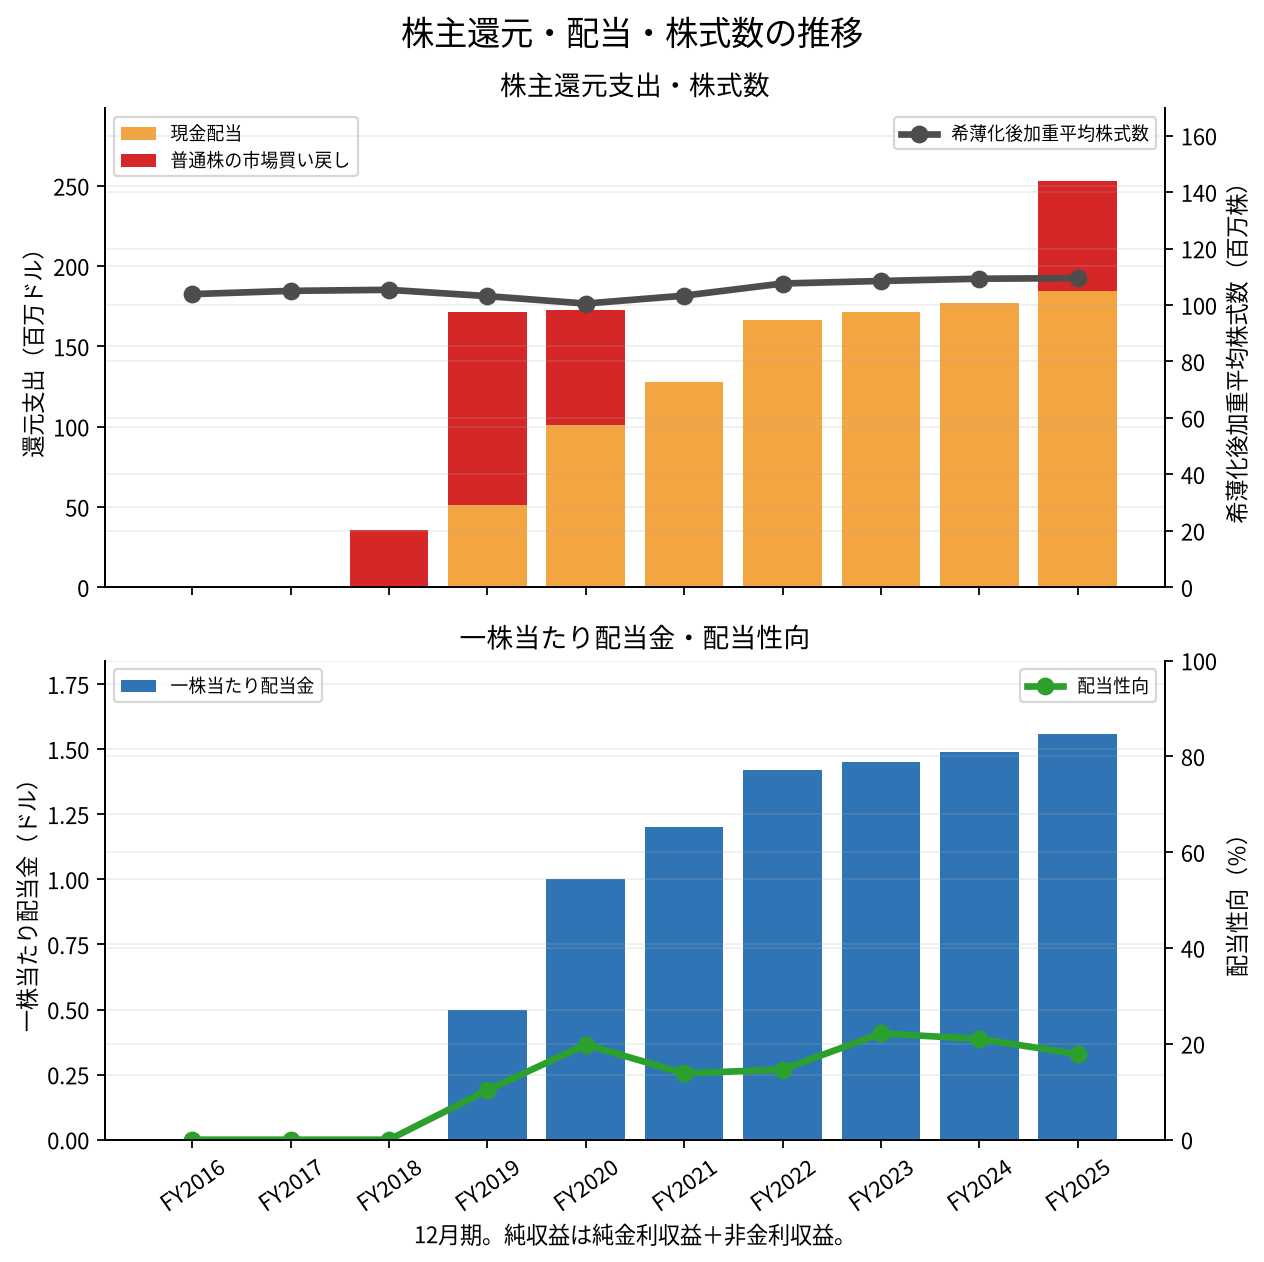 株主還元・配当・株式数の推移
株主還元支出・株式数
現金配当
普通株の市場買い戻し
希薄化後加重平均株式数
還元支出（百万ドル）
250
200
150
100
50
0
160
140
120
100
80
60
40
20
0
希薄化後加重平均株式数（百万株）
一株当たり配当金・配当性向
一株当たり配当金
配当性向
一株当たり配当金（ドル）
1.75
1.50
1.25
1.00
0.75
0.50
0.25
0.00
100
80
60
40
20
0
配当性向（%）
FY2016
FY2017
FY2018
FY2019
FY2020
FY2021
FY2022
FY2023
FY2024
FY2025
12月期。純収益は純金利収益＋非金利収益。